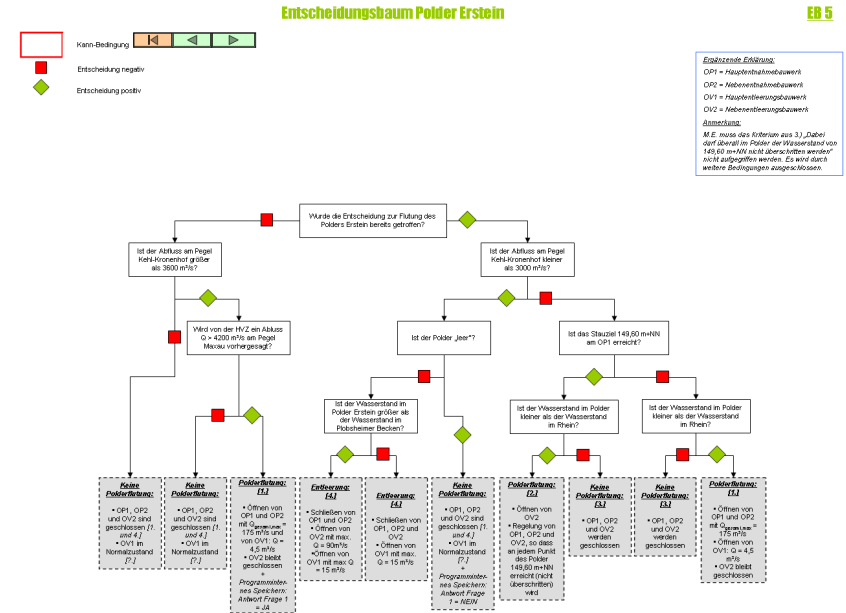 Entscheidungsbaum Polder Erstein
EB 5
Kann-Bedingung
Entscheidung negativ
Entscheidung positiv
Ergänzende Erklärung:
OP1 = Hauptentnahmebauwerk
OP2 = Nebenentnahmebauwerk
OV1 = Hauptentleerungsbauwerk
OV2 = Nebenentleerungsbauwerk
Anmerkung:
M.E. muss das Kriterium aus 3.) „Dabei
darf überall im Polder der Wasserstand von
149,60 m+NN nicht überschritten werden"
nicht aufgegriffen werden. Es wird durch
weitere Bedingungen ausgeschlossen.
Wurde die Entscheidung zur Flutung des
Polders Erstein bereits getroffen?
Ist der Abfluss am Pegel
Kehl-Kronenhof größer
als 3600 m³/s?
Ist der Abfluss am Pegel
Kehl-Kronenhof kleiner
als 3000 m³/s?
Wird von der HVZ ein Abluss
Q > 4200 m³/s am Pegel
Maxau vorhergesagt?
Ist der Polder „leer"?
Ist das Stauziel 149,60 m+NN
am OP1 erreicht?
Ist der Wasserstand im
Polder Erstein größer als
der Wasserstand im
Plobsheimer Becken?
Ist der Wasserstand im Polder
kleiner als der Wasserstand
im Rhein?
Ist der Wasserstand im Polder
kleiner als der Wasserstand
im Rhein?
Keine
Polderflutung:
• OP1, OP2
und OV2 sind
geschlossen [1.
und 4.]
• OV1 im
Normalzustand
[?.]
Keine
Polderflutung:
• OP1, OP2
und OV2 sind
geschlossen [1.
und 4.]
• OV1 im
Normalzustand
[?.]
Polderflutung:
[1.]
• Öffnen von
OP1 und OP2
mit Qgesamt,max =
175 m³/s und
von OV1: Q =
4,5 m³/s
• OV2 bleibt
geschlossen
+
Programminter-
nes Speichern:
Antwort Frage 1
= JA
Entleerung:
[4.]
• Schließen von
OP1 und OP2
• Öffnen von
OV2 mit max.
Q = 90m³/s
•Öffnen von
OV1 mit max Q
= 15 m³/s
Entleerung:
[4.]
• Schließen von
OP1, OP2 und
OV2
• Öffnen von
OV1 mit max.
Q = 15 m³/s
Keine
Polderflutung:
• OP1, OP2
und OV2 sind
geschlossen [1.
und 4.]
• OV1 im
Normalzustand
[?.]
+
Programminter-
nes Speichern:
Antwort Frage
1 = NEIN
Polderflutung:
[2.]
• Öffnen von
OV2
• Regelung von
OP1, OP2 und
OV2, so dass
an jedem Punkt
des Polder
149,60 m+NN
erreicht (nicht
überschritten)
wird
Keine
Polderflutung:
[3.]
• OP1, OP2
und OV2
werden
geschlossen
Keine
Polderflutung:
[3.]
• OP1, OP2
und OV2
werden
geschlossen
Polderflutung:
[1.]
• Öffnen von
OP1 und OP2
mit Qgesamt,max =
175 m³/s
• Öffnen von
OV1: Q = 4,5
m³/s
• OV2 bleibt
geschlossen